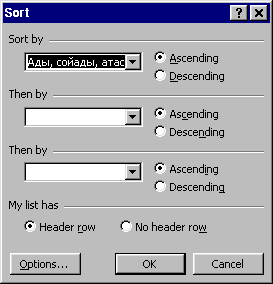 Sort
Sort by
Ады, сойады, атас
Ascending
Descending
Then by
Ascending
Descending
Then by
Ascending
Descending
My list has
Header row
No header row
Options...
OK
Cancel